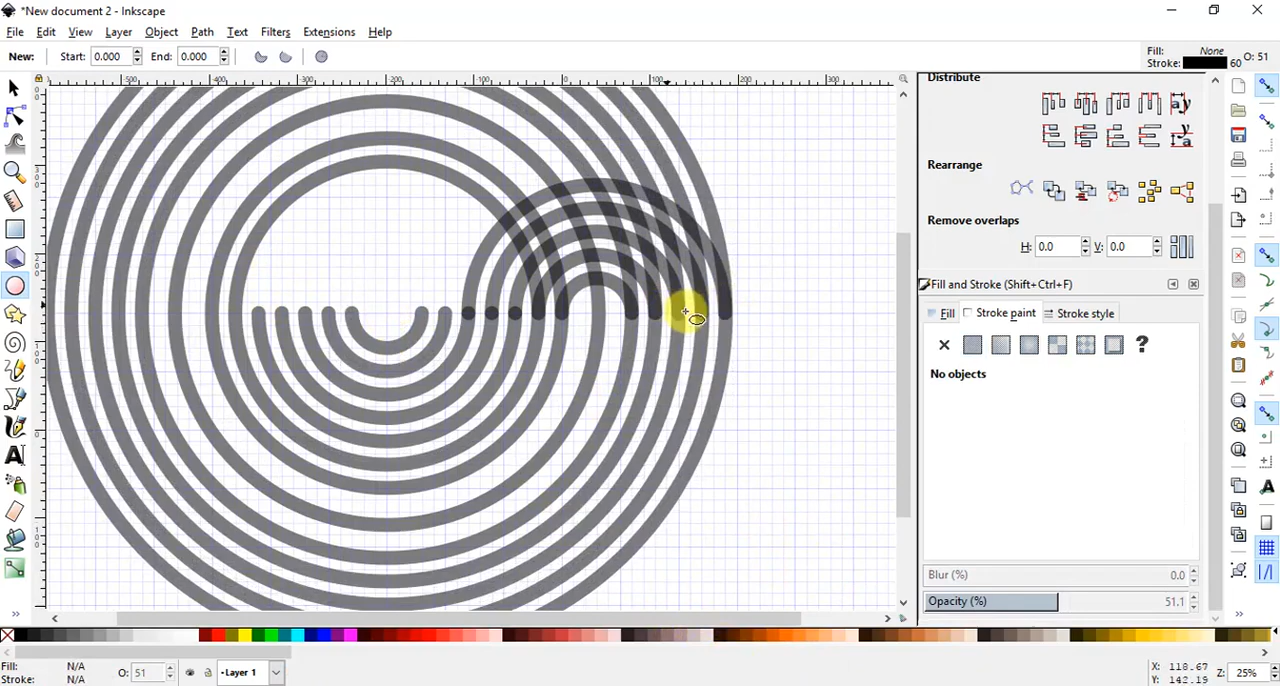 *New document 2 - Inkscape
File Edit View Layer Object Path Text Filters Extensions Help
New: Start: 0.000 End: 0.000
Fill: None
Stroke: 60 O: 51
Distribute
Rearrange
Remove overlaps
H: 0.0 V: 0.0
Fill and Stroke (Shift+Ctrl+F)
Fill Stroke paint Stroke style
No objects
Blur (%) 0.0
Opacity (%) 51.1
Fill: N/A
Stroke: N/A
O: 51
Layer 1
X: 118.67
Y: 142.19
Z: 25%